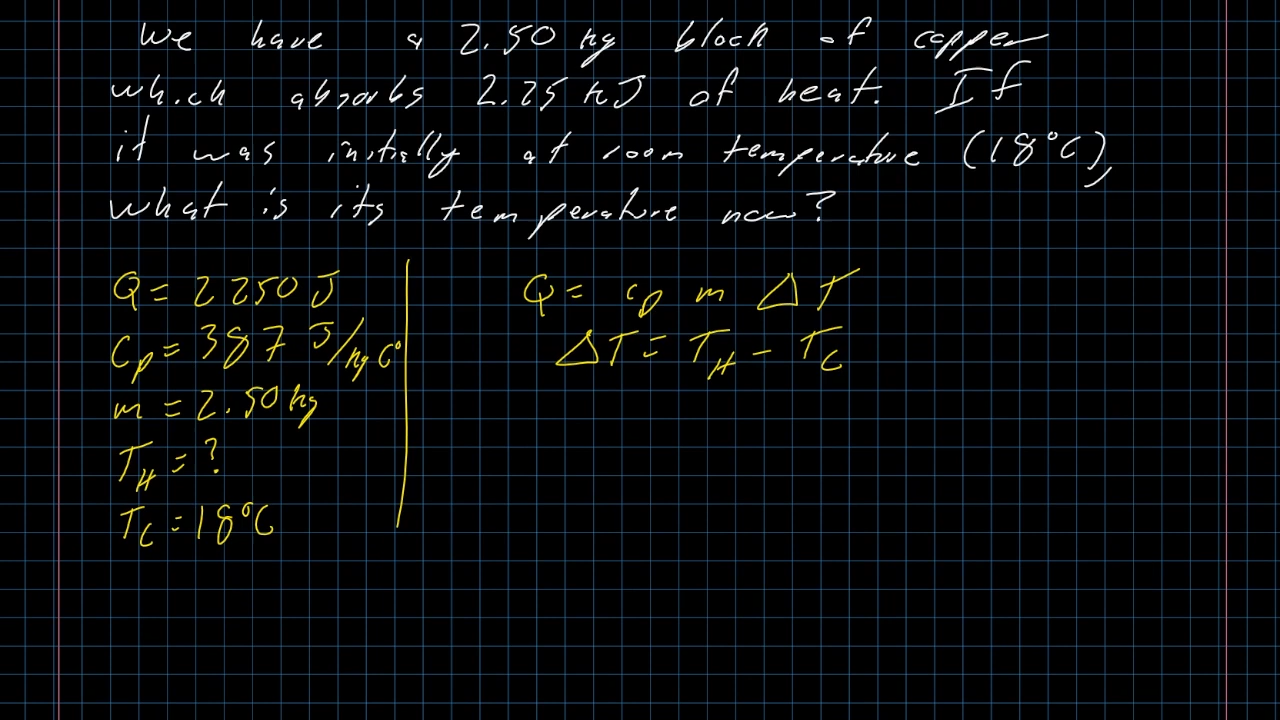 We have a 2.50 kg block of copper
which absorbs 2.25 kJ of heat. If
it was initially at room temperature (18°C),
what is its temperature now?
Q = 2250 J
Cp = 387 J/kg C°
m = 2.50 kg
TH = ?
TC = 18°C
Q = cp m ΔT
ΔT = TH - TC